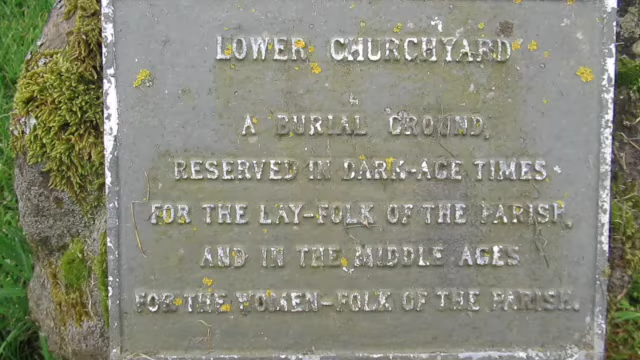 LOWER CHURCHYARD
A BURIAL GROUND,
RESERVED IN DARK-AGE TIMES
FOR THE LAY-FOLK OF THE PARISH,
AND IN THE MIDDLE AGES
FOR THE WOMEN-FOLK OF THE PARISH.